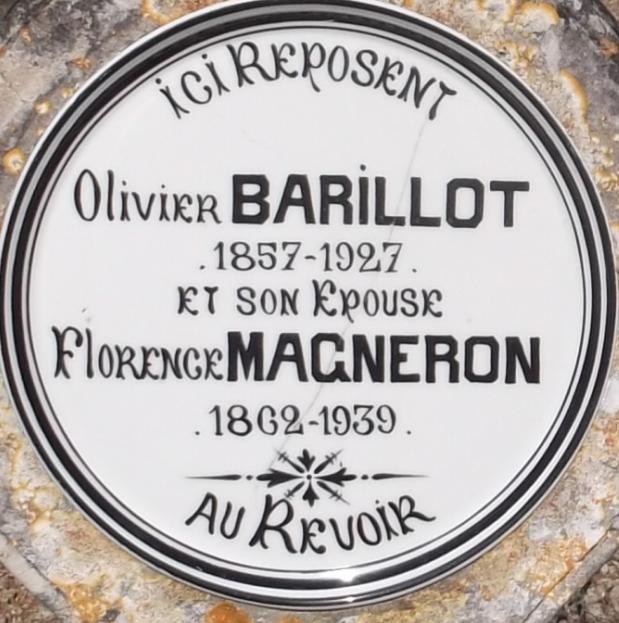 iCi REPOSENT
Olivier BARiLLOT
.1857-1927.
ET SON EPOUSE
FlORENCE MAGNERON
.1862-1939.
AU REVOiR